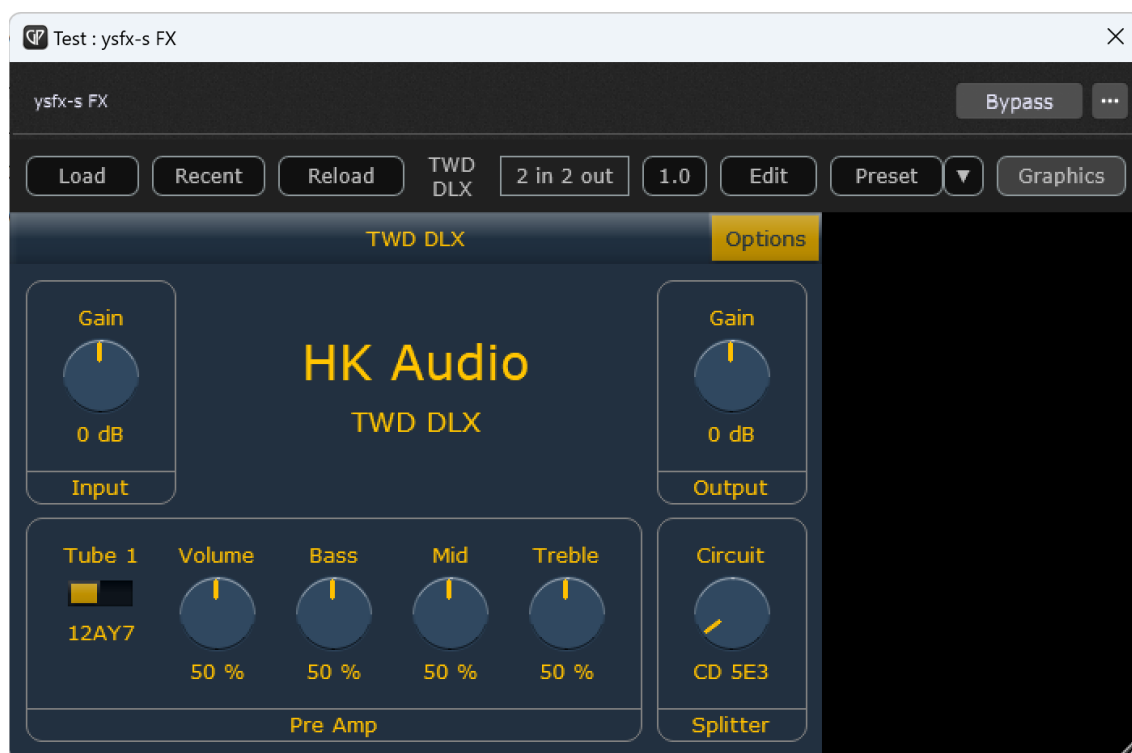 Test : ysfx-s FX
ysfx-s FX
Bypass
...
Load
Recent
Reload
TWD
DLX
2 in 2 out
1.0
Edit
Preset
Graphics
TWD DLX
Options
Gain
0 dB
Input
HK Audio
TWD DLX
Gain
0 dB
Output
Tube 1
Volume
Bass
Mid
Treble
12AY7
50 %
50 %
50 %
50 %
Pre Amp
Circuit
CD 5E3
Splitter